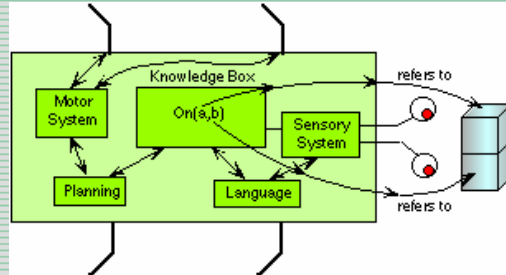 Knowledge Box
refers to
Motor
System
On(a,b)
Sensory
System
Planning
Language
refers to